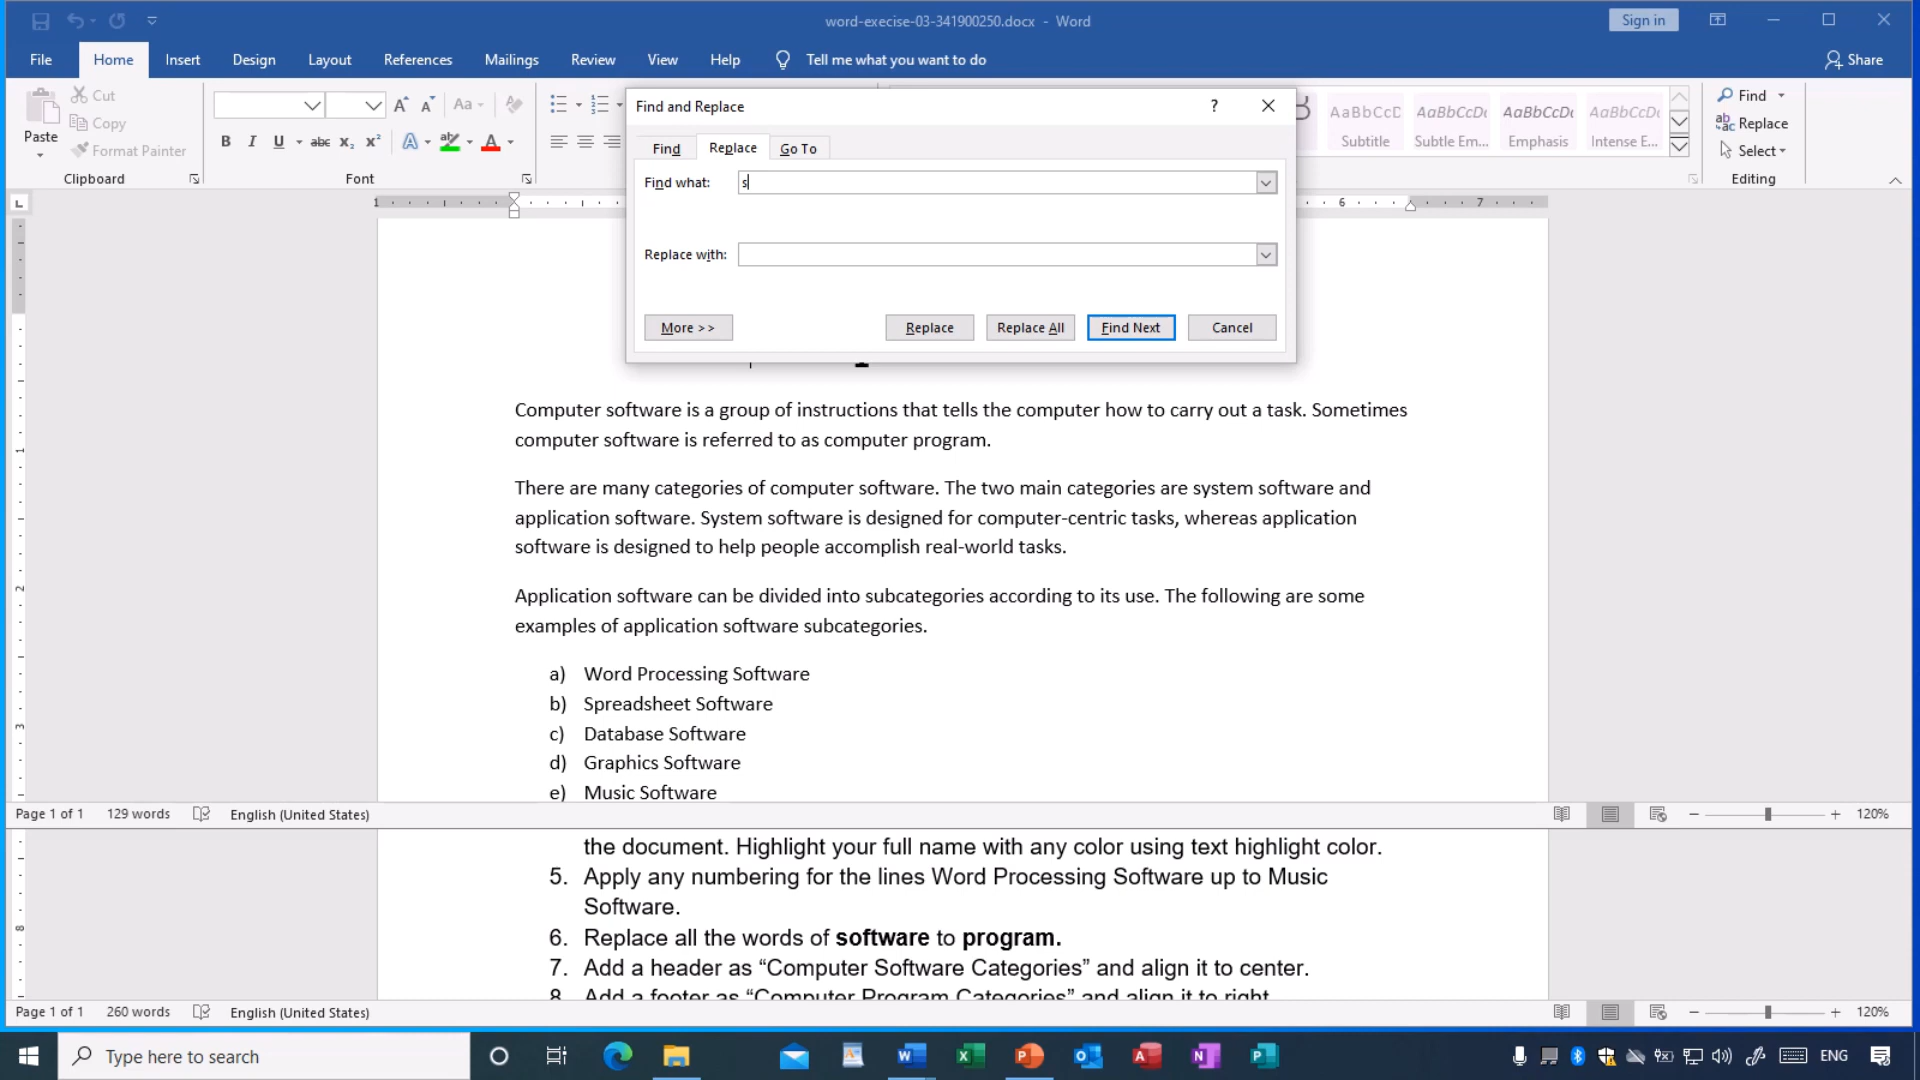 word-execise-03-341900250.docx - Word
Sign in
File Home Insert Design Layout References Mailings Review View Help Tell me what you want to do Share
Paste
Cut
Copy
Format Painter
Clipboard
Aa
B I U abc x₂ x² A A
Font
AaBbCcD Subtitle
AaBbCcDc Subtle Em...
AaBbCcDc Emphasis
AaBbCcDc Intense E...
Find
Replace
Select
Editing
Find and Replace ? ×
Find Replace Go To
Find what: s
Replace with:
More >> Replace Replace All Find Next Cancel
L 1 6 7
Computer software is a group of instructions that tells the computer how to carry out a task. Sometimes
computer software is referred to as computer program.
There are many categories of computer software. The two main categories are system software and
application software. System software is designed for computer-centric tasks, whereas application
software is designed to help people accomplish real-world tasks.
Application software can be divided into subcategories according to its use. The following are some
examples of application software subcategories.
a) Word Processing Software
b) Spreadsheet Software
c) Database Software
d) Graphics Software
e) Music Software
Page 1 of 1 129 words English (United States) 120%
the document. Highlight your full name with any color using text highlight color.
5. Apply any numbering for the lines Word Processing Software up to Music
Software.
6. Replace all the words of software to program.
7. Add a header as “Computer Software Categories” and align it to center.
8. Add a footer as “Computer Program Categories” and align it to right.
Page 1 of 1 260 words English (United States) 120%
Type here to search
ENG